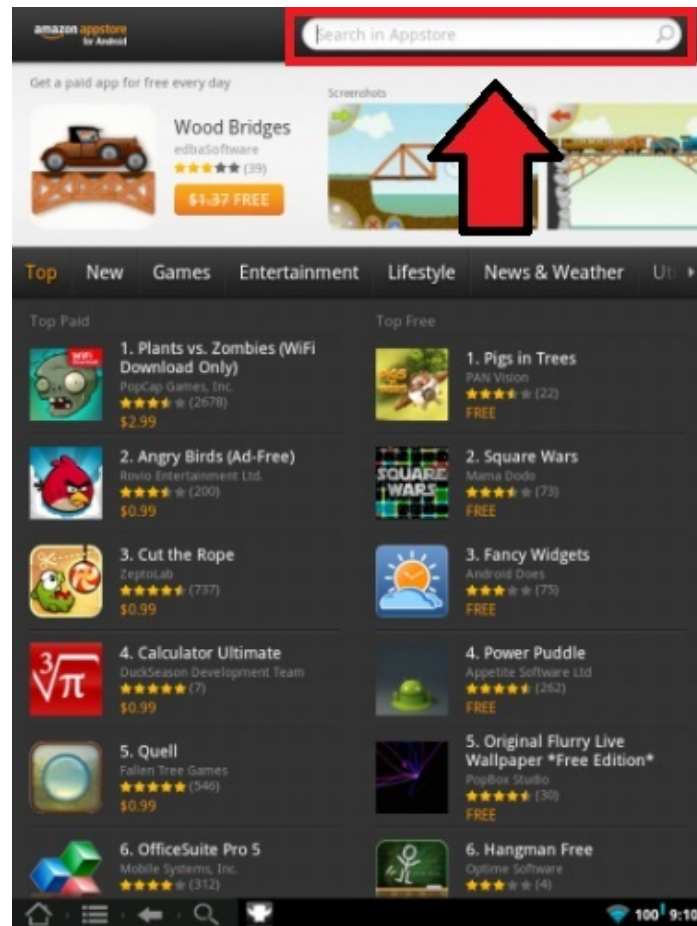 amazon appstore
for Android
Search in Appstore
Get a paid app for free every day
Screenshots
Wood Bridges
edbaSoftware
(39)
$1.37 FREE
Top New Games Entertainment Lifestyle News & Weather Uti
Top Paid
WiFi
1. Plants vs. Zombies (WiFi
Download Only)
PopCap Games, Inc.
(2678)
$2.99
2. Angry Birds (Ad-Free)
Rovio Entertainment Ltd.
(200)
$0.99
3. Cut the Rope
ZeptoLab
(737)
$0.99
4. Calculator Ultimate
DuckSeason Development Team
(7)
$0.99
3√π
5. Quell
Fallen Tree Games
(546)
$0.99
6. OfficeSuite Pro 5
Mobile Systems, Inc.
(312)
Top Free
1. Pigs in Trees
PAN Vision
(22)
FREE
2. Square Wars
Mama Dodo
(73)
FREE
SQUARE
WARS
3. Fancy Widgets
Android Does
(75)
FREE
4. Power Puddle
Appetite Software Ltd
(262)
FREE
5. Original Flurry Live
Wallpaper *Free Edition*
PopBox Studio
(30)
FREE
6. Hangman Free
Optime Software
(4)
100 9:10